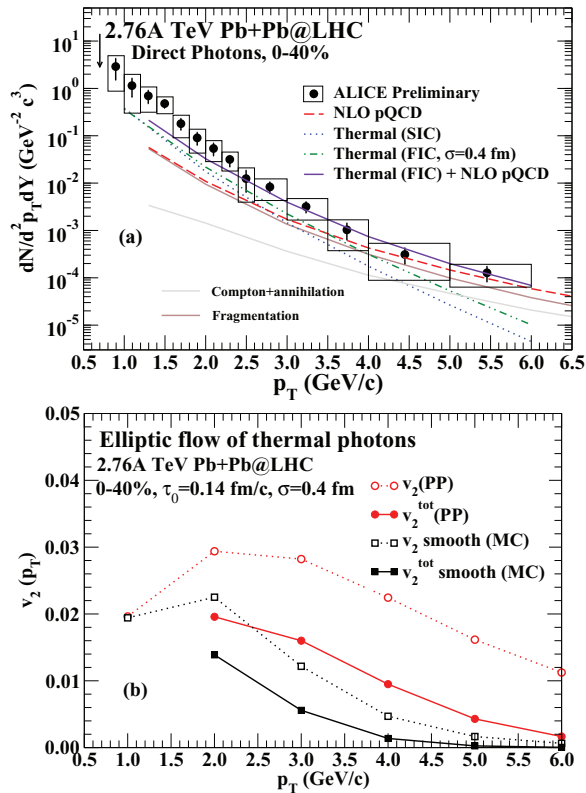 2.76A TeV Pb+Pb@LHC
Direct Photons, 0-40%
ALICE Preliminary
NLO pQCD
Thermal (SIC)
Thermal (FIC, σ=0.4 fm)
Thermal (FIC) + NLO pQCD
(a)
Compton+annihilation
Fragmentation
dN/d²p_T dY (GeV⁻² c³)
10¹
10⁰
10⁻¹
10⁻²
10⁻³
10⁻⁴
10⁻⁵
0.5 1.0 1.5 2.0 2.5 3.0 3.5 4.0 4.5 5.0 5.5 6.0 6.5
p_T (GeV/c)
Elliptic flow of thermal photons
2.76A TeV Pb+Pb@LHC
0-40%, τ₀=0.14 fm/c, σ=0.4 fm
v₂(PP)
v₂^tot(PP)
v₂ smooth (MC)
v₂^tot smooth (MC)
(b)
v₂ (p_T)
0.05
0.04
0.03
0.02
0.01
0.00
0.5 1.0 1.5 2.0 2.5 3.0 3.5 4.0 4.5 5.0 5.5 6.0
p_T (GeV/c)